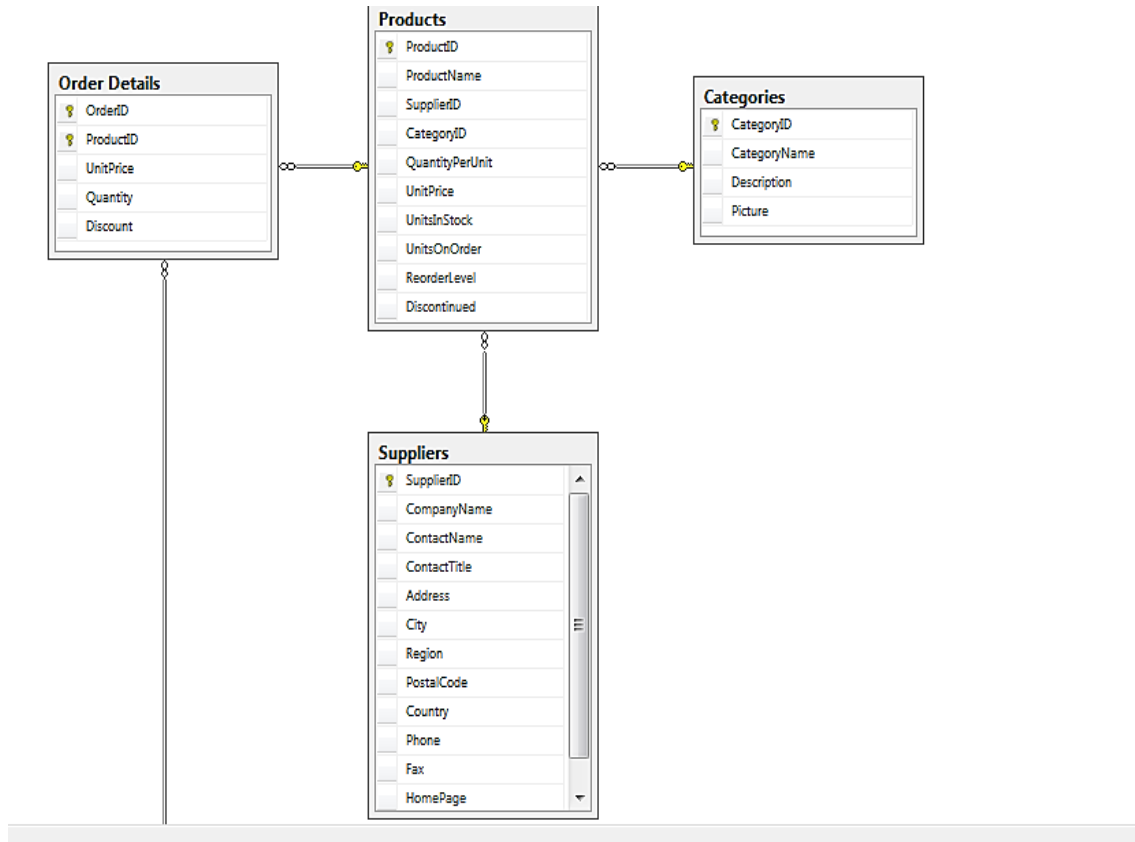 Products
ProductID
ProductName
SupplierID
CategoryID
QuantityPerUnit
UnitPrice
UnitsInStock
UnitsOnOrder
ReorderLevel
Discontinued
Order Details
OrderID
ProductID
UnitPrice
Quantity
Discount
Categories
CategoryID
CategoryName
Description
Picture
Suppliers
SupplierID
CompanyName
ContactName
ContactTitle
Address
City
Region
PostalCode
Country
Phone
Fax
HomePage